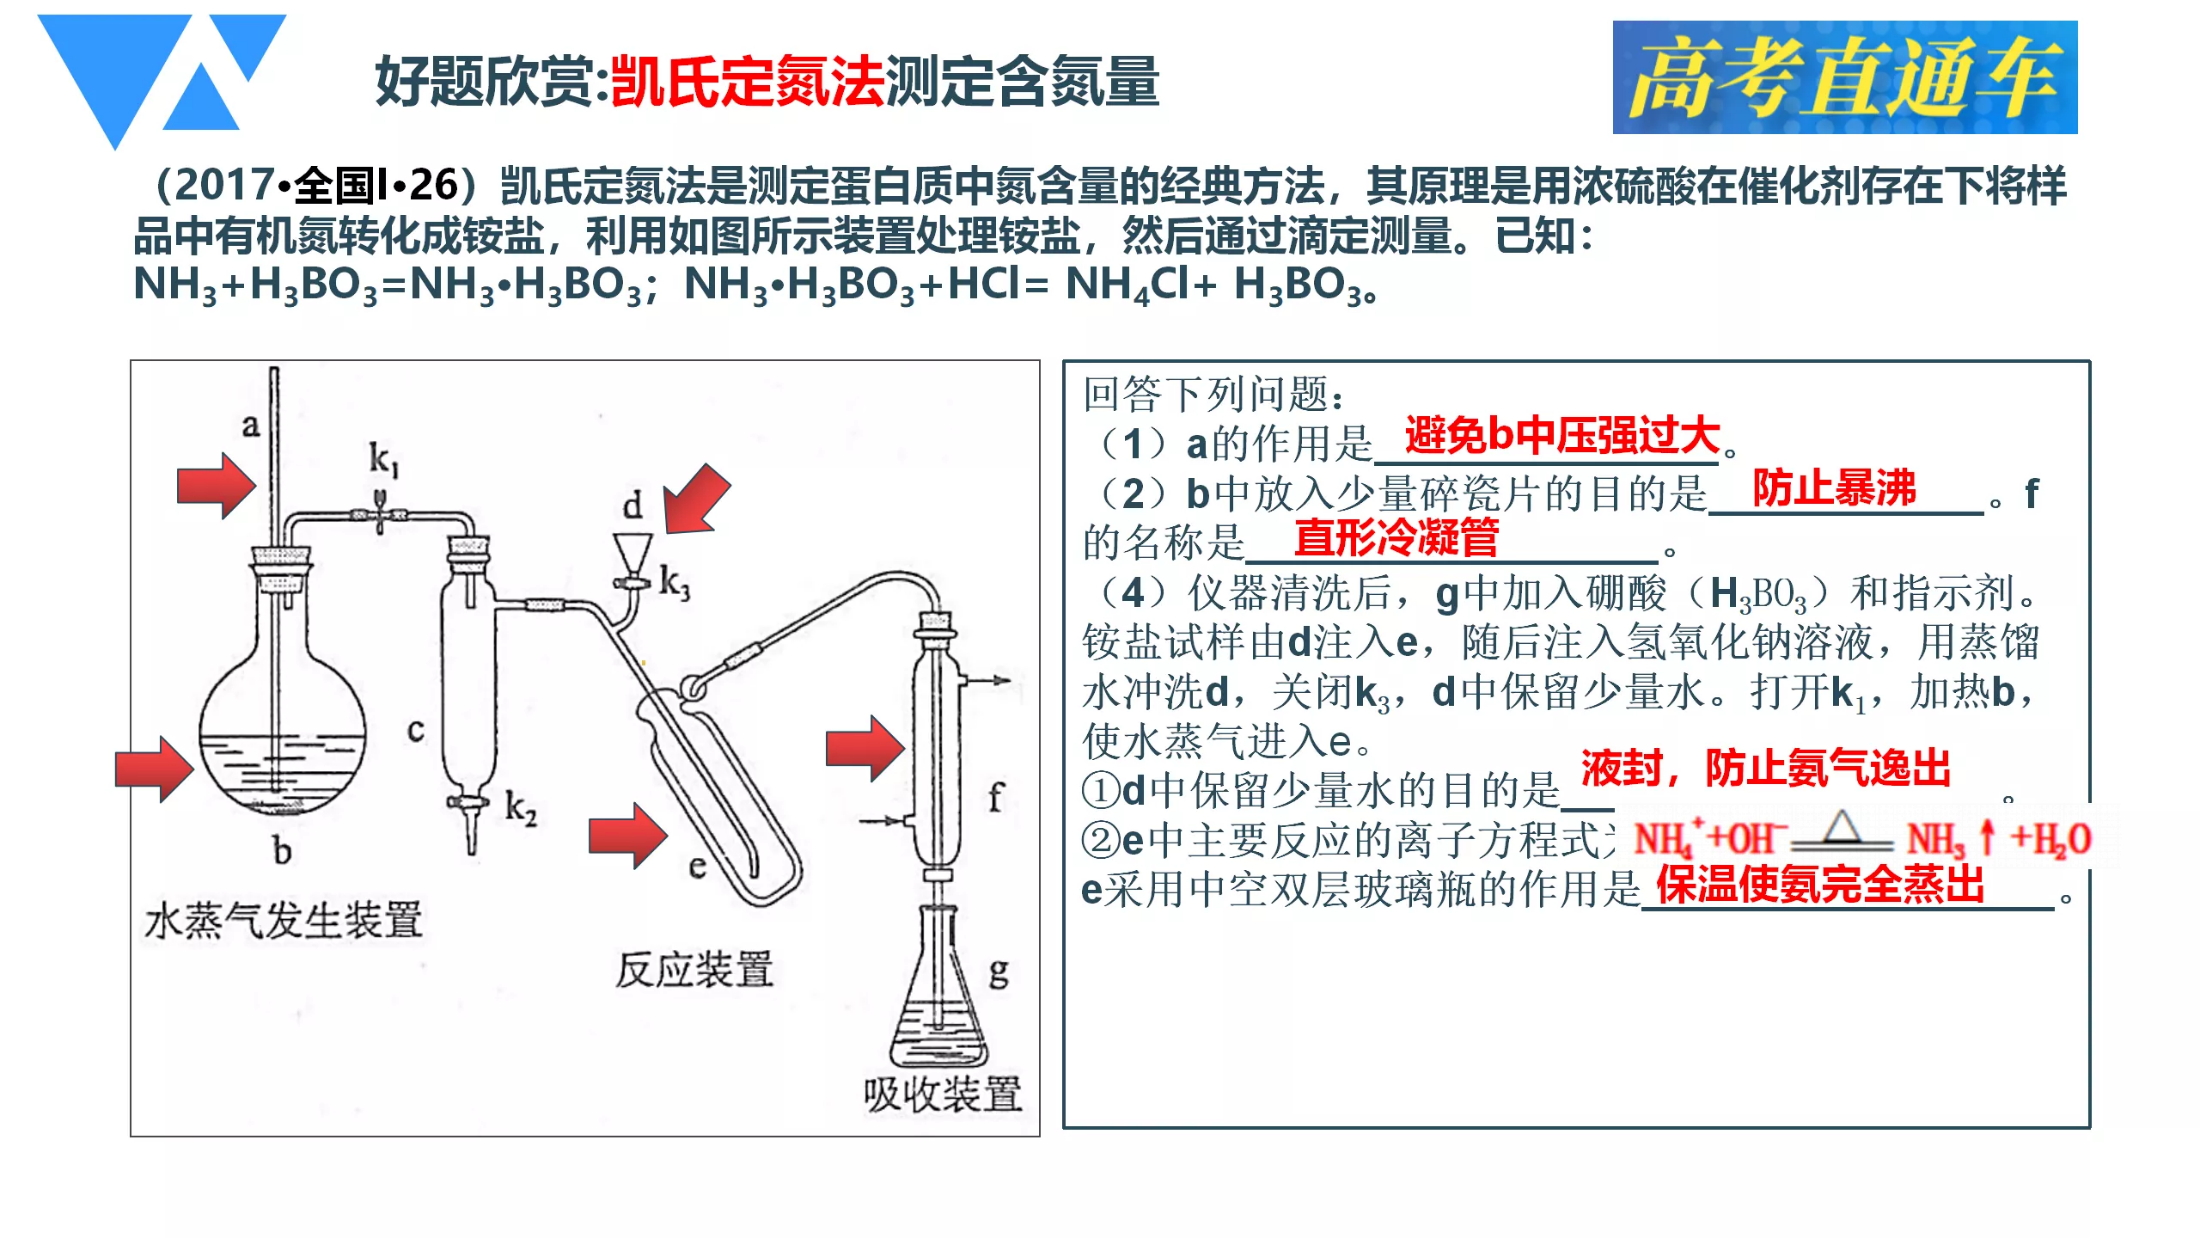 好题欣赏:凯氏定氮法测定含氮量
高考直通车
（2017•全国Ⅰ•26）凯氏定氮法是测定蛋白质中氮含量的经典方法，其原理是用浓硫酸在催化剂存在下将样
品中有机氮转化成铵盐，利用如图所示装置处理铵盐，然后通过滴定测量。已知：
NH₃+H₃BO₃=NH₃•H₃BO₃；NH₃•H₃BO₃+HCl= NH₄Cl+ H₃BO₃。
a
k₁
d
k₃
c
k₂
b
e
f
g
水蒸气发生装置
反应装置
吸收装置
回答下列问题：
（1）a的作用是 避免b中压强过大 。
（2）b中放入少量碎瓷片的目的是 防止暴沸 。f
的名称是 直形冷凝管 。
（4）仪器清洗后，g中加入硼酸（H₃BO₃）和指示剂。
铵盐试样由d注入e，随后注入氢氧化钠溶液，用蒸馏
水冲洗d，关闭k₃，d中保留少量水。打开k₁，加热b，
使水蒸气进入e。
①d中保留少量水的目的是 液封，防止氨气逸出 。
②e中主要反应的离子方程式 NH₄⁺+OH⁻ =△= NH₃↑+H₂O
e采用中空双层玻璃瓶的作用是 保温使氨完全蒸出 。